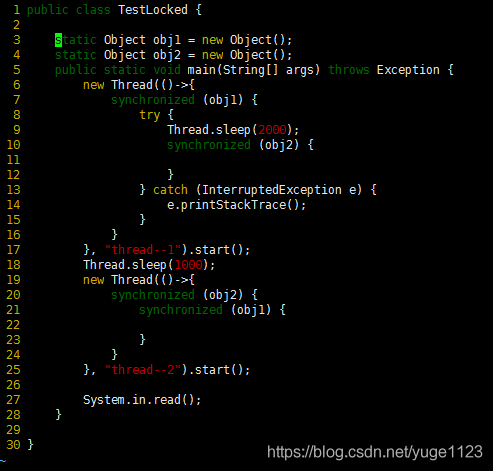 1 public class TestLocked {
2
3     static Object obj1 = new Object();
4     static Object obj2 = new Object();
5     public static void main(String[] args) throws Exception {
6         new Thread(()->{
7             synchronized (obj1) {
8                 try {
9                     Thread.sleep(2000);
10                     synchronized (obj2) {
11
12                     }
13                 } catch (InterruptedException e) {
14                     e.printStackTrace();
15                 }
16             }
17         }, "thread--1").start();
18         Thread.sleep(1000);
19         new Thread(()->{
20             synchronized (obj2) {
21                 synchronized (obj1) {
22
23                 }
24             }
25         }, "thread--2").start();
26
27         System.in.read();
28     }
29
30 }
~
https://blog.csdn.net/yuge1123